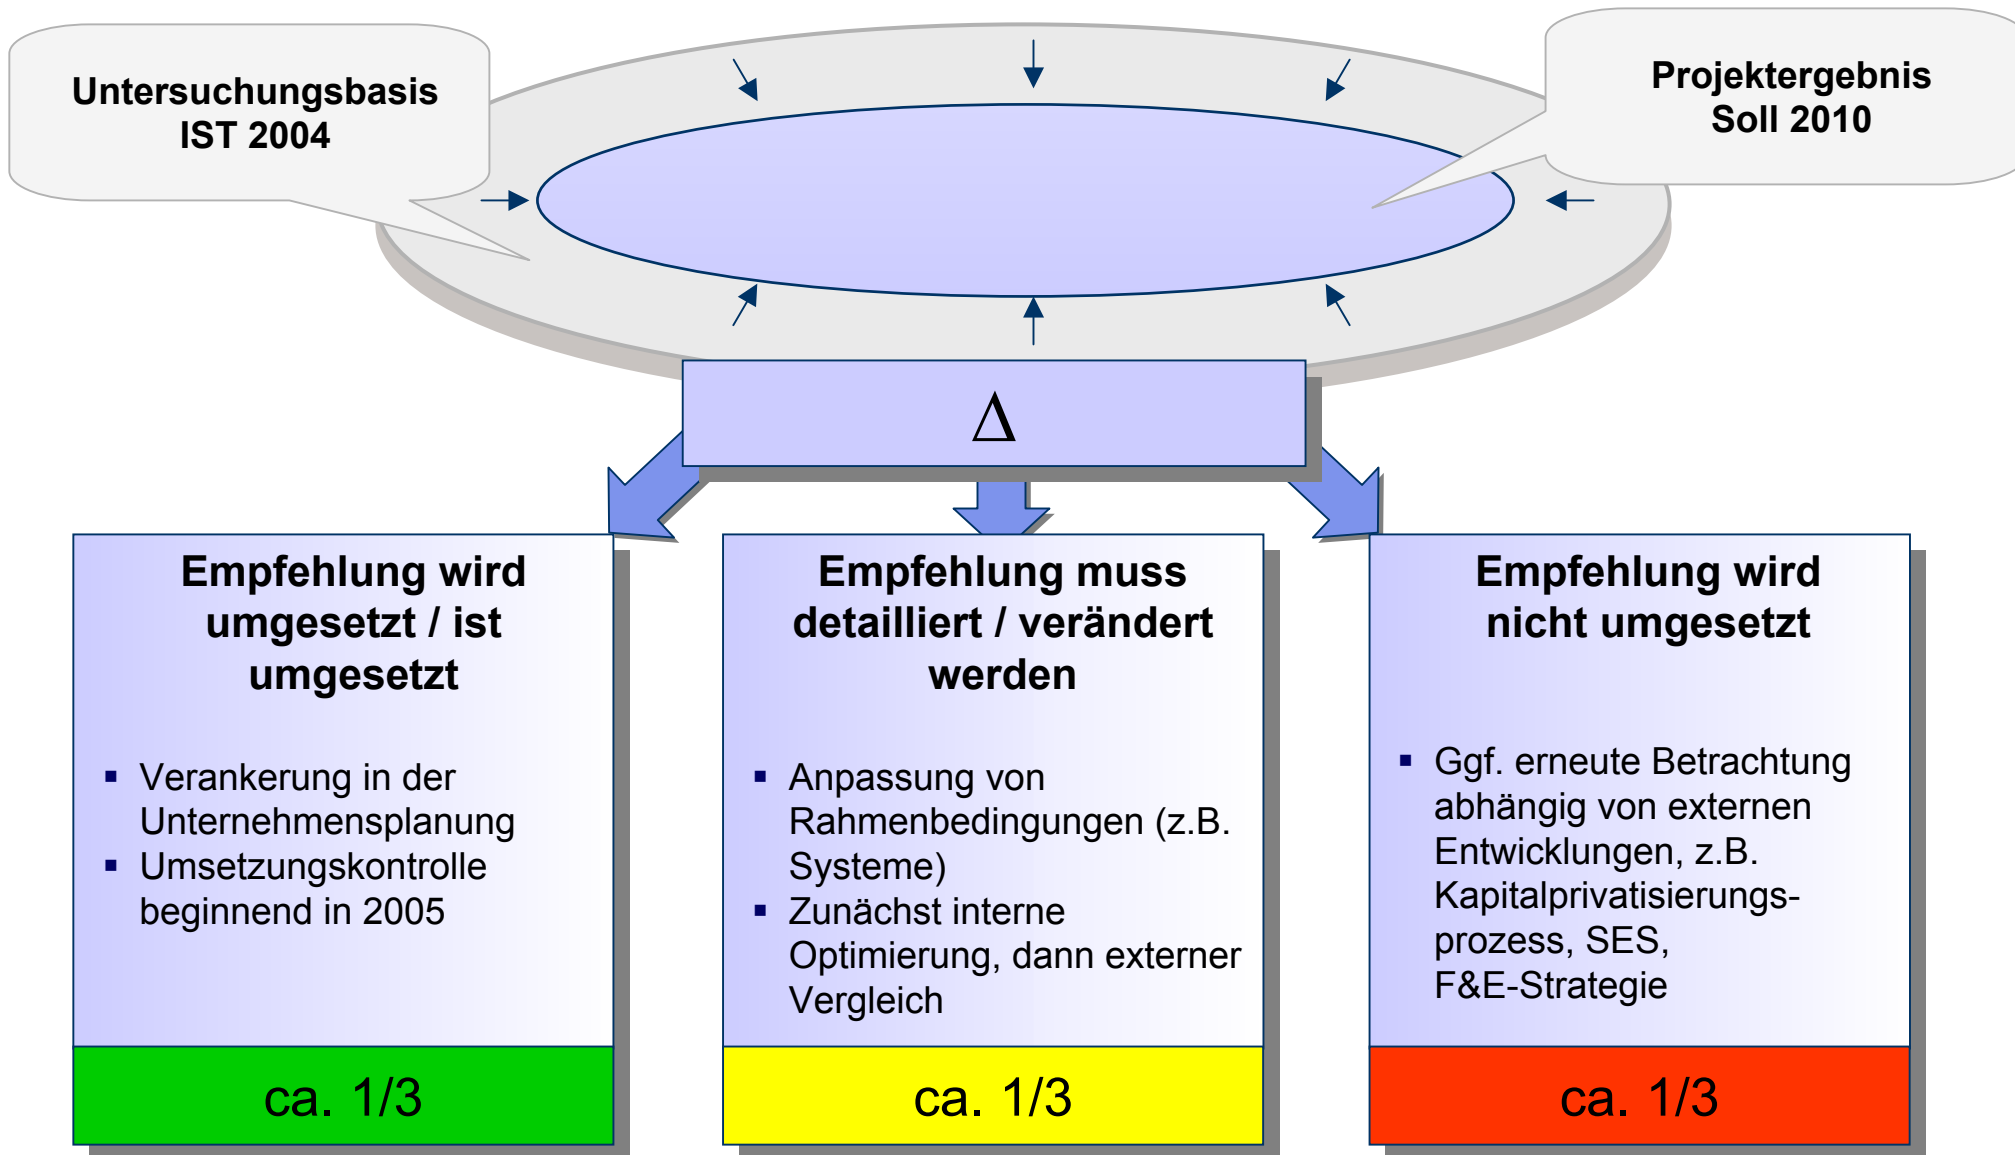 Untersuchungsbasis
IST 2004
Projektergebnis
Soll 2010
Δ
Empfehlung wird
umgesetzt / ist
umgesetzt
▪ Verankerung in der
Unternehmensplanung
▪ Umsetzungskontrolle
beginnend in 2005
ca. 1/3
Empfehlung muss
detailliert / verändert
werden
▪ Anpassung von
Rahmenbedingungen (z.B.
Systeme)
▪ Zunächst interne
Optimierung, dann externer
Vergleich
ca. 1/3
Empfehlung wird
nicht umgesetzt
▪ Ggf. erneute Betrachtung
abhängig von externen
Entwicklungen, z.B.
Kapitalprivatisierungs-
prozess, SES,
F&E-Strategie
ca. 1/3